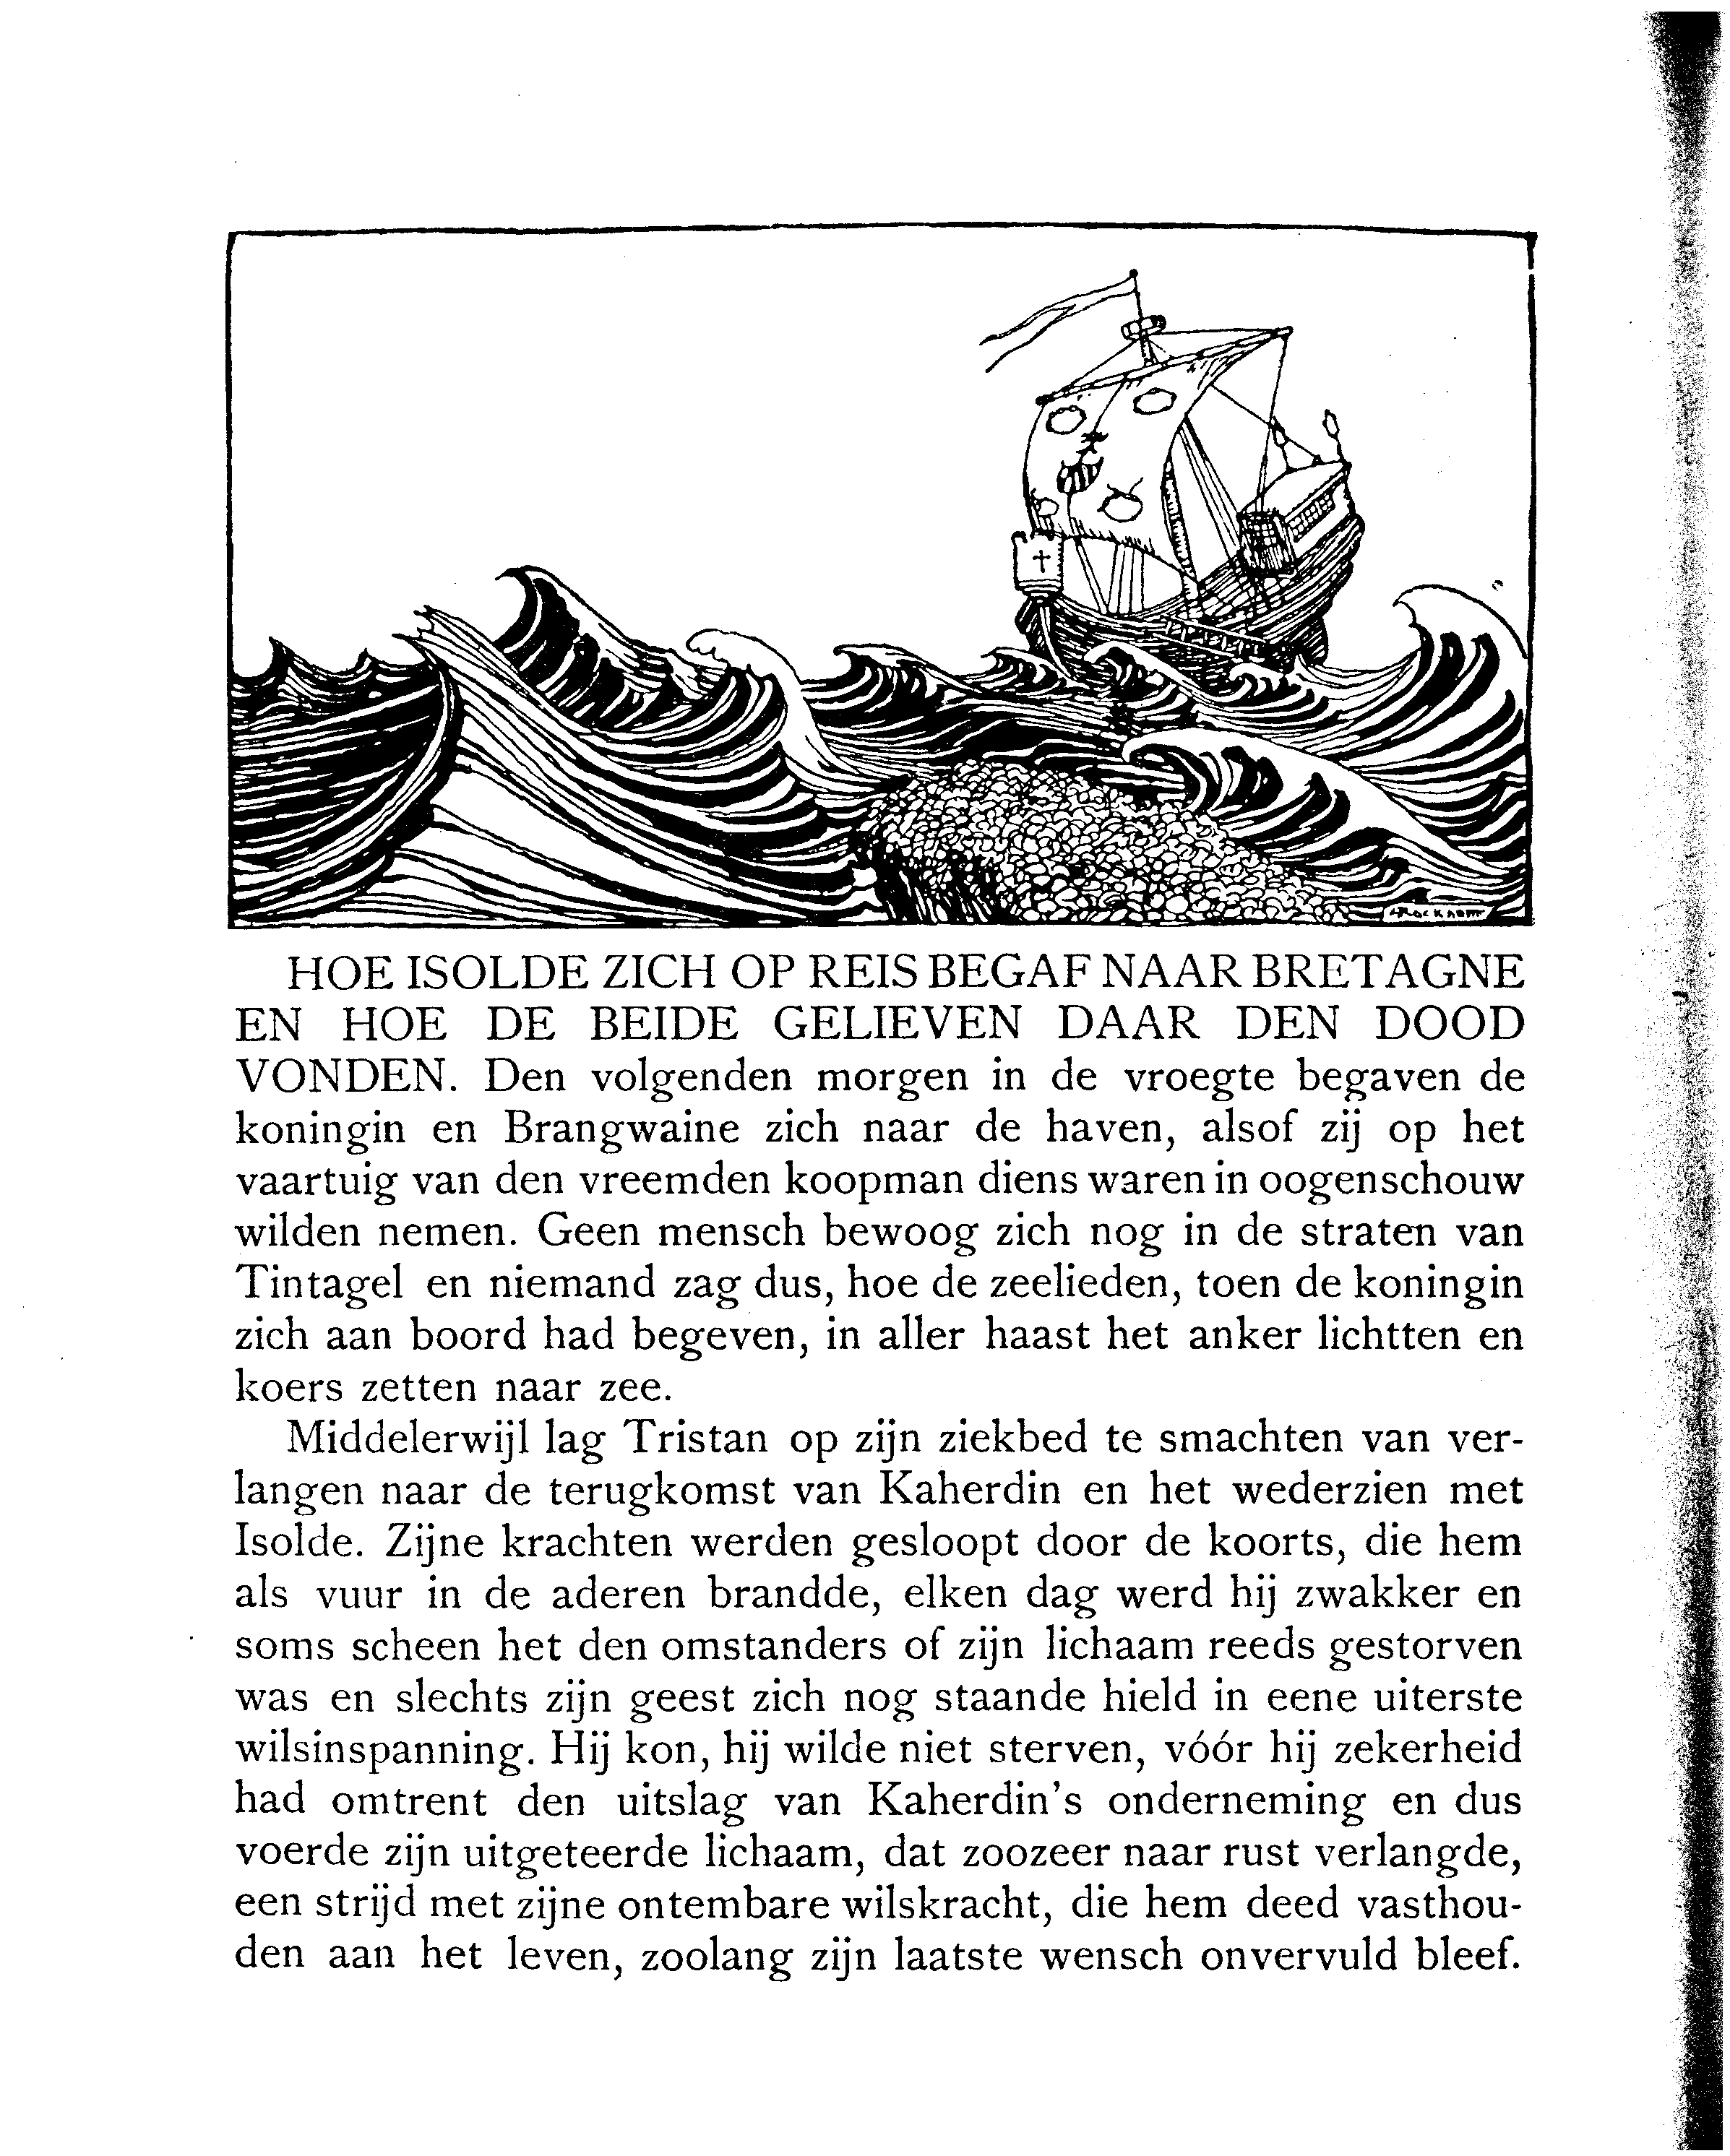 ARackham
HOE ISOLDE ZICH OP REIS BEGAF NAAR BRETAGNE
EN HOE DE BEIDE GELIEVEN DAAR DEN DOOD
VONDEN. Den volgenden morgen in de vroegte begaven de
koningin en Brangwaine zich naar de haven, alsof zij op het
vaartuig van den vreemden koopman diens waren in oogenschouw
wilden nemen. Geen mensch bewoog zich nog in de straten van
Tintagel en niemand zag dus, hoe de zeelieden, toen de koningin
zich aan boord had begeven, in aller haast het anker lichtten en
koers zetten naar zee.
Middelerwijl lag Tristan op zijn ziekbed te smachten van ver-
langen naar de terugkomst van Kaherdin en het wederzien met
Isolde. Zijne krachten werden gesloopt door de koorts, die hem
als vuur in de aderen brandde, elken dag werd hij zwakker en
soms scheen het den omstanders of zijn lichaam reeds gestorven
was en slechts zijn geest zich nog staande hield in eene uiterste
wilsinspanning. Hij kon, hij wilde niet sterven, vóór hij zekerheid
had omtrent den uitslag van Kaherdin's onderneming en dus
voerde zijn uitgeteerde lichaam, dat zoozeer naar rust verlangde,
een strijd met zijne ontembare wilskracht, die hem deed vasthou-
den aan het leven, zoolang zijn laatste wensch onvervuld bleef.